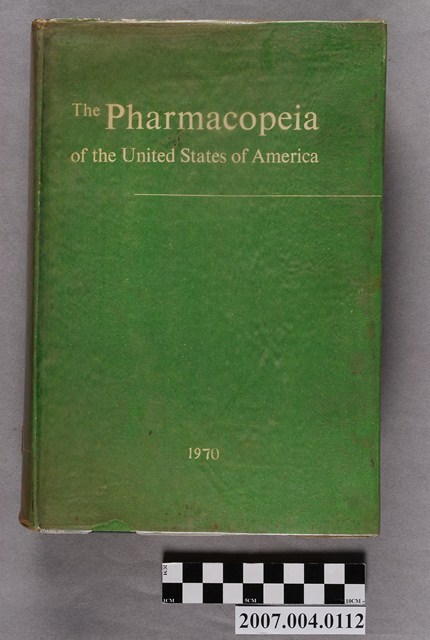 The Pharmacopeia
of the United States of America
1970
1CM 5CM 10CM
2007.004.0112